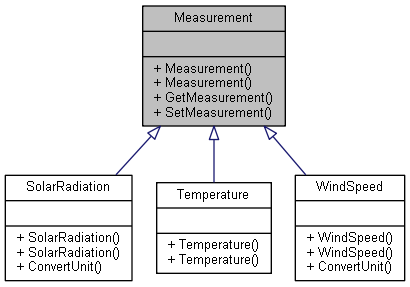 Measurement
+ Measurement()
+ Measurement()
+ GetMeasurement()
+ SetMeasurement()
SolarRadiation
+ SolarRadiation()
+ SolarRadiation()
+ ConvertUnit()
Temperature
+ Temperature()
+ Temperature()
WindSpeed
+ WindSpeed()
+ WindSpeed()
+ ConvertUnit()